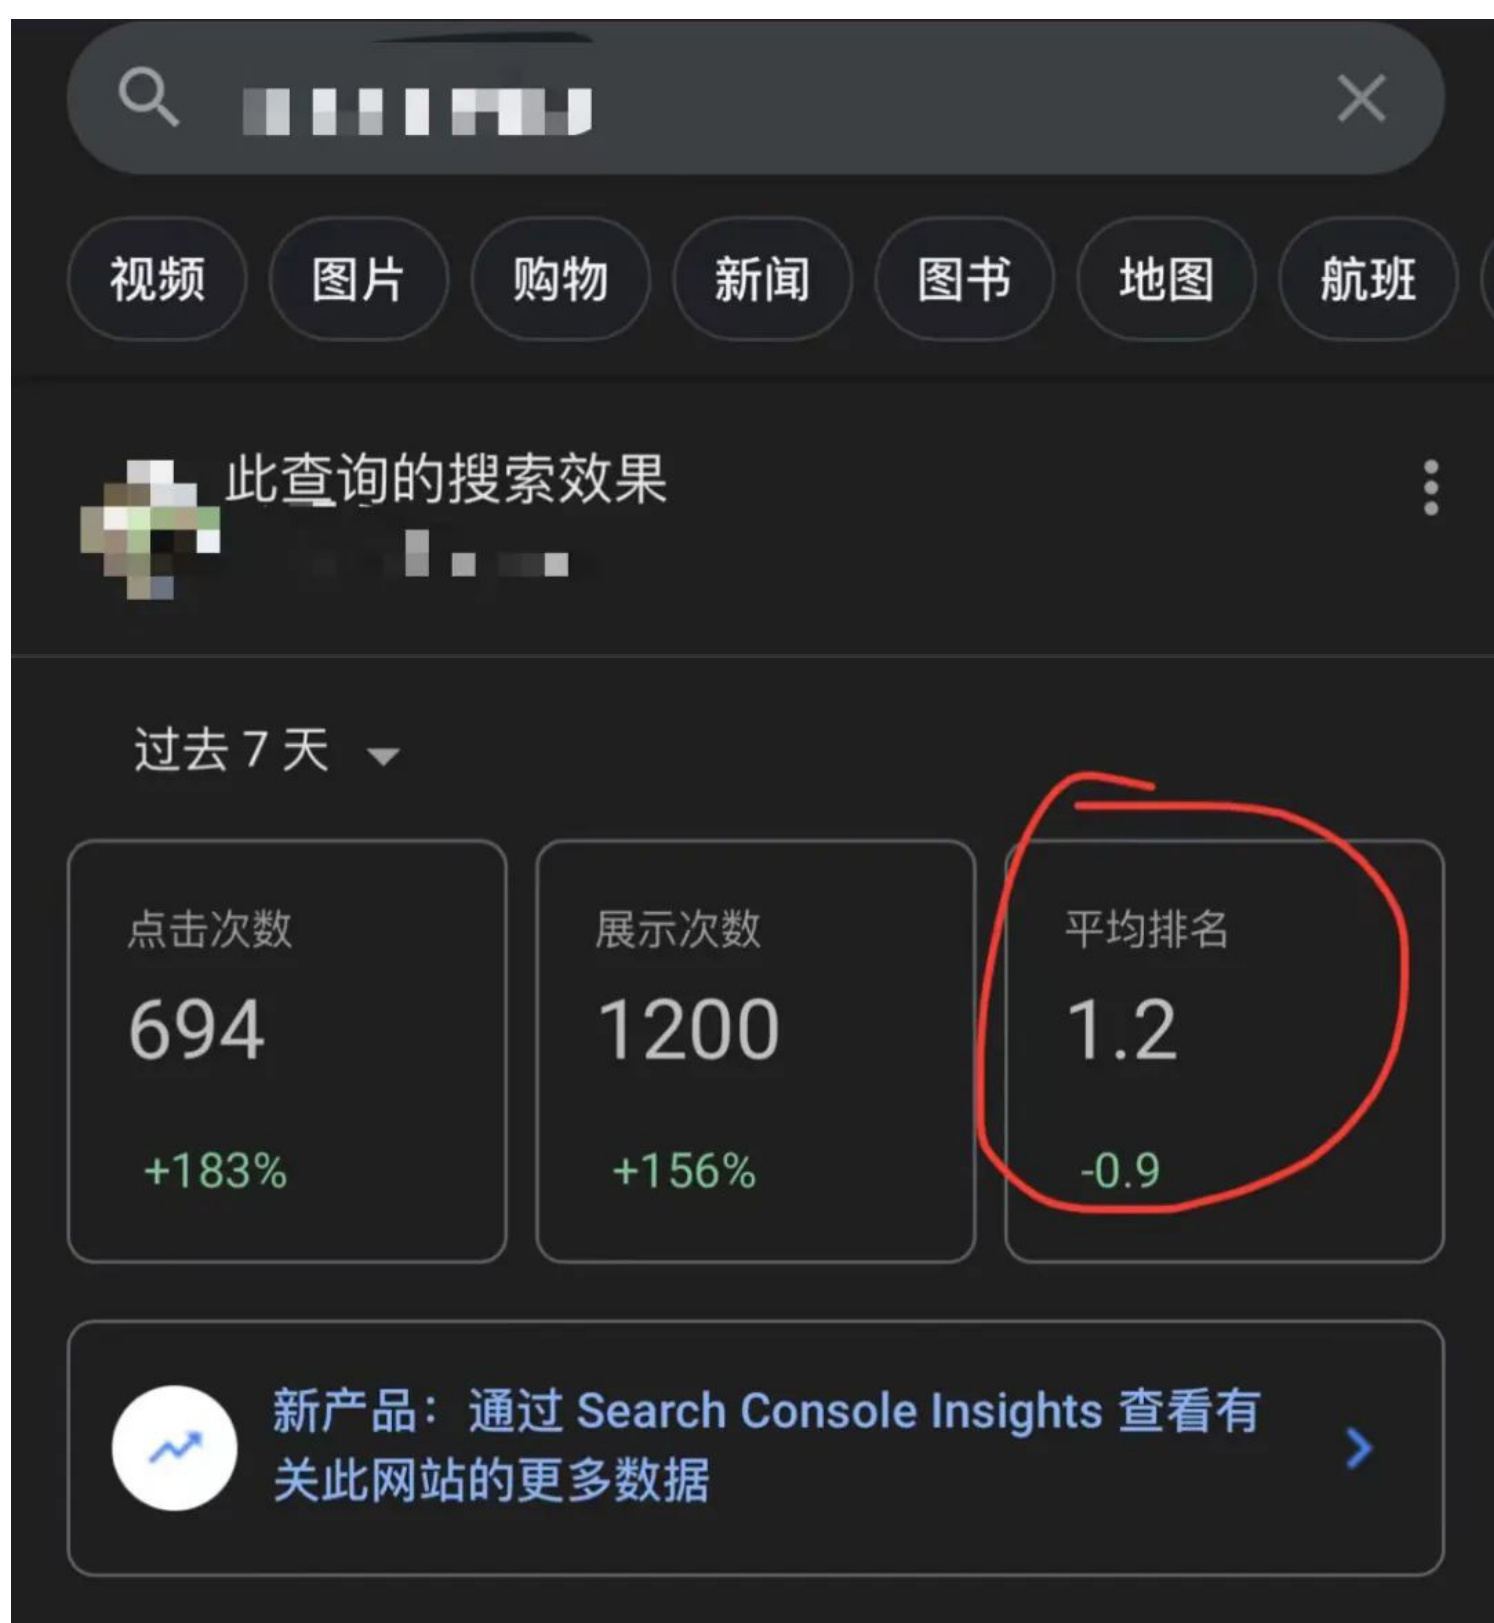 视频 图片 购物 新闻 图书 地图 航班
此查询的搜索效果
过去 7 天
点击次数 展示次数 平均排名
694 1200 1.2
+183% +156% -0.9
新产品：通过 Search Console Insights 查看有
关此网站的更多数据